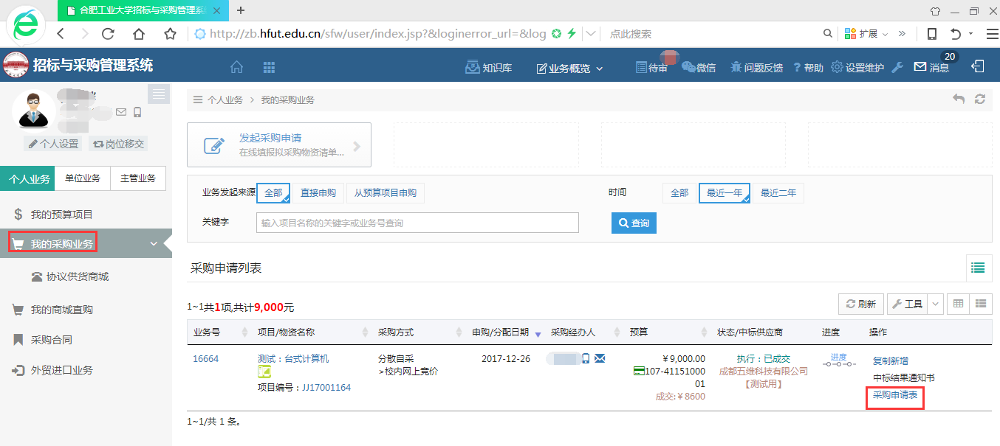 合肥工业大学招标与采购管理系
http://zb.hfut.edu.cn/sfw/user/index.jsp?&loginerror_url=&log
点此搜索
扩展
招标与采购管理系统
知识库
业务概览
待审
微信
问题反馈
? 帮助
设置维护
消息
20
个人设置
岗位移交
个人业务
单位业务
主管业务
我的预算项目
我的采购业务
协议供货商城
我的商城直购
采购合同
外贸进口业务
个人业务 > 我的采购业务
发起采购申请
在线填报拟采购物资清单...
业务发起来源 全部 直接申购 从预算项目申购
时间 全部 最近一年 最近二年
关键字 输入项目名称的关键字或业务号查询 查询
采购申请列表
1~1共1项,共计9,000元
刷新 工具
业务号 项目/物资名称 采购方式 申购/分配日期 采购经办人 预算 状态/中标供应商 进度 操作
16664
测试：台式计算机
项目编号：JJ17001164
分散自采
>校内网上竞价
2017-12-26
￥9,000.00
107-41151000
01
成交:￥8600
执行：已成交
成都五维科技有限公司
【测试用】
进度
复制新增
中标结果通知书
采购申请表
1~1/共 1 条。